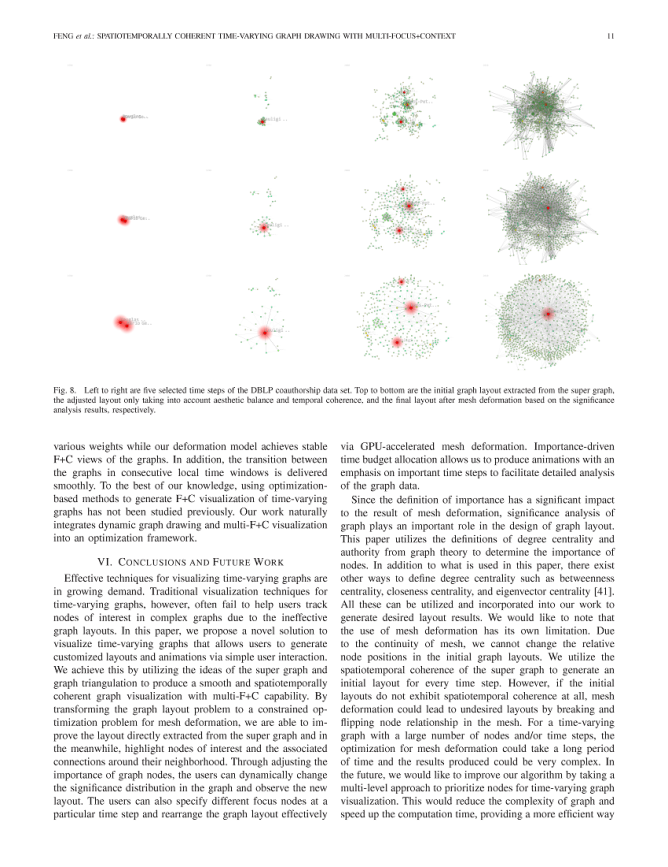 FENG et al.: SPATIOTEMPORALLY COHERENT TIME-VARYING GRAPH DRAWING WITH MULTI-FOCUS+CONTEXT 11
Fig. 8. Left to right are five selected time steps of the DBLP coauthorship data set. Top to bottom are the initial graph layout extracted from the super graph,
the adjusted layout only taking into account aesthetic balance and temporal coherence, and the final layout after mesh deformation based on the significance
analysis results, respectively.
various weights while our deformation model achieves stable
F+C views of the graphs. In addition, the transition between
the graphs in consecutive local time windows is delivered
smoothly. To the best of our knowledge, using optimization-
based methods to generate F+C visualization of time-varying
graphs has not been studied previously. Our work naturally
integrates dynamic graph drawing and multi-F+C visualization
into an optimization framework.
VI. CONCLUSIONS AND FUTURE WORK
Effective techniques for visualizing time-varying graphs are
in growing demand. Traditional visualization techniques for
time-varying graphs, however, often fail to help users track
nodes of interest in complex graphs due to the ineffective
graph layouts. In this paper, we propose a novel solution to
visualize time-varying graphs that allows users to generate
customized layouts and animations via simple user interaction.
We achieve this by utilizing the ideas of the super graph and
graph triangulation to produce a smooth and spatiotemporally
coherent graph visualization with multi-F+C capability. By
transforming the graph layout problem to a constrained op-
timization problem for mesh deformation, we are able to im-
prove the layout directly extracted from the super graph and in
the meanwhile, highlight nodes of interest and the associated
connections around their neighborhood. Through adjusting the
importance of graph nodes, the users can dynamically change
the significance distribution in the graph and observe the new
layout. The users can also specify different focus nodes at a
particular time step and rearrange the graph layout effectively
via GPU-accelerated mesh deformation. Importance-driven
time budget allocation allows us to produce animations with an
emphasis on important time steps to facilitate detailed analysis
of the graph data.
Since the definition of importance has a significant impact
to the result of mesh deformation, significance analysis of
graph plays an important role in the design of graph layout.
This paper utilizes the definitions of degree centrality and
authority from graph theory to determine the importance of
nodes. In addition to what is used in this paper, there exist
other ways to define degree centrality such as betweenness
centrality, closeness centrality, and eigenvector centrality [41].
All these can be utilized and incorporated into our work to
generate desired layout results. We would like to note that
the use of mesh deformation has its own limitation. Due
to the continuity of mesh, we cannot change the relative
node positions in the initial graph layouts. We utilize the
spatiotemporal coherence of the super graph to generate an
initial layout for every time step. However, if the initial
layouts do not exhibit spatiotemporal coherence at all, mesh
deformation could lead to undesired layouts by breaking and
flipping node relationship in the mesh. For a time-varying
graph with a large number of nodes and/or time steps, the
optimization for mesh deformation could take a long period
of time and the results produced could be very complex. In
the future, we would like to improve our algorithm by taking a
multi-level approach to prioritize nodes for time-varying graph
visualization. This would reduce the complexity of graph and
speed up the computation time, providing a more efficient way